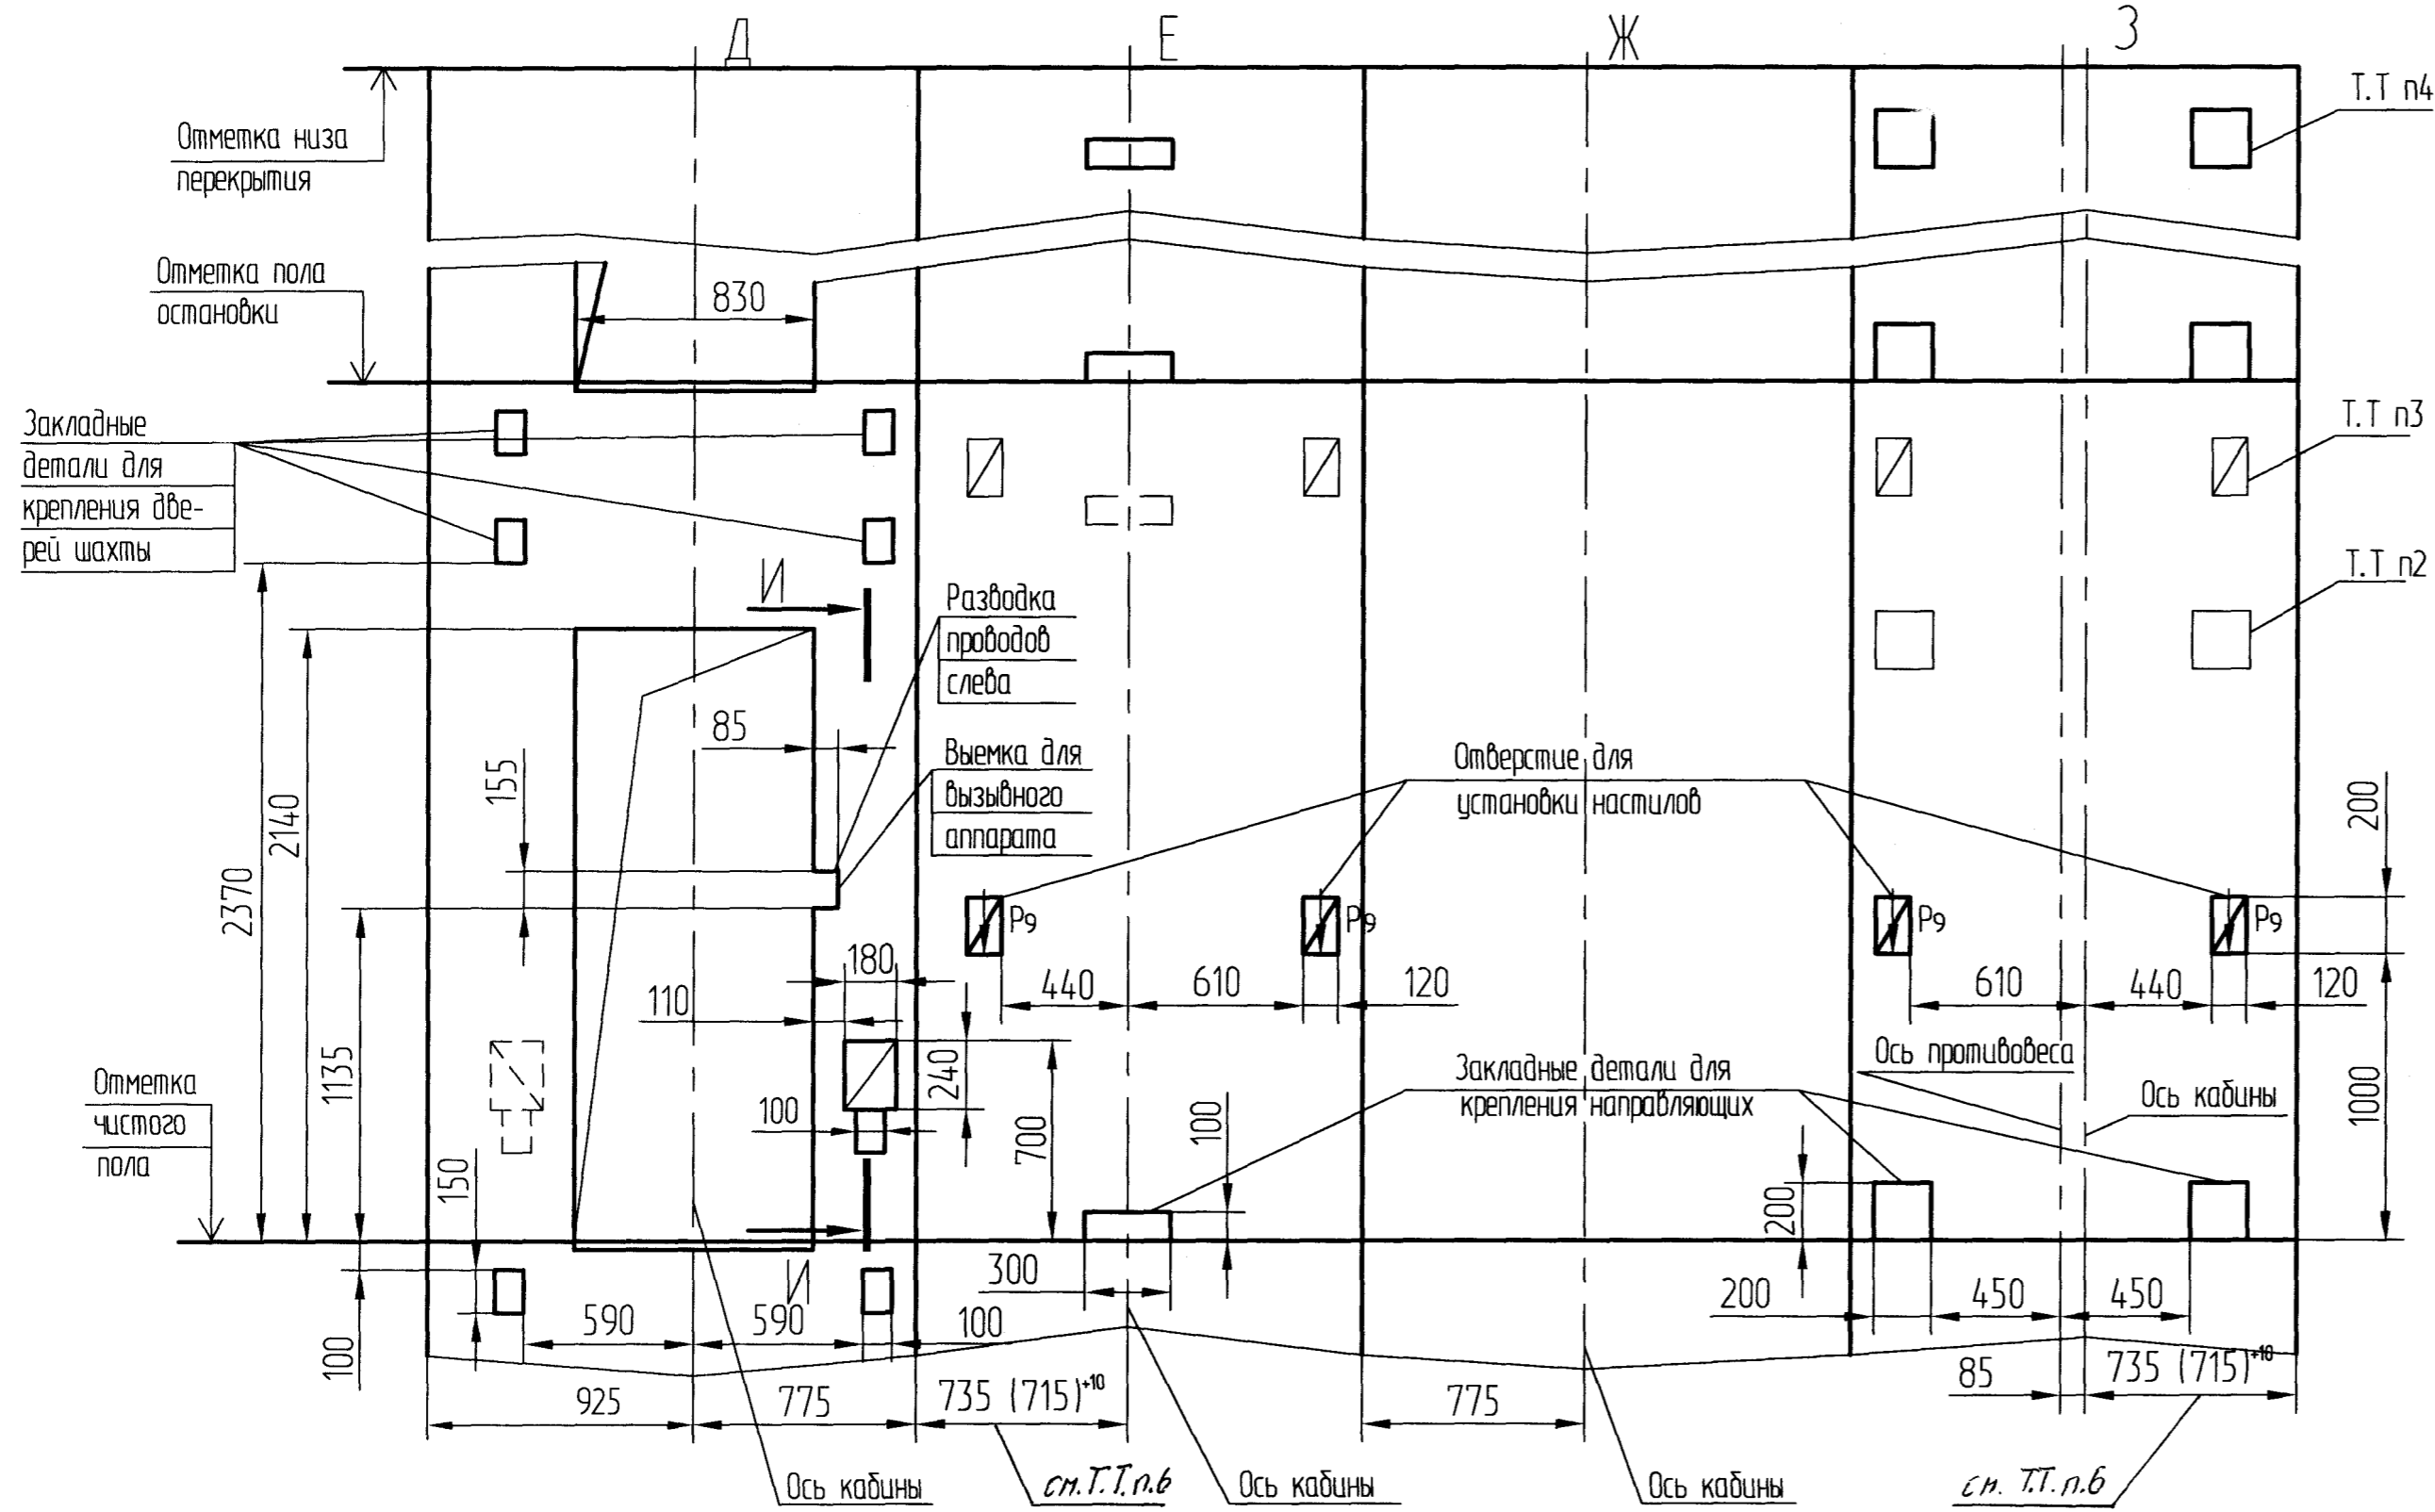 Д
Е
Ж
З
Отметка низа
перекрытия
Т.Т п4
Отметка пола
остановки
830
Закладные
детали для
крепления две-
рей шахты
Т.Т п3
Т.Т п2
И
Разводка
проводов
слева
85
Выемка для
вызывного
аппарата
Отверстие для
установки настилов
155
2140
2370
200
Р9
Р9
Р9
Р9
180
110
440
610
120
610
440
120
1135
240
700
100
Ось противовеса
Закладные детали для
крепления направляющих
Ось кабины
1000
Отметка
чистого
пола
100
150
200
И
300
100
590
590
100
200
450
450
925
775
735 (715)⁺¹⁰
775
85
735 (715)⁺¹⁰
Ось кабины
см.Т.Т.п.6
Ось кабины
Ось кабины
см. Т.Т.п.6